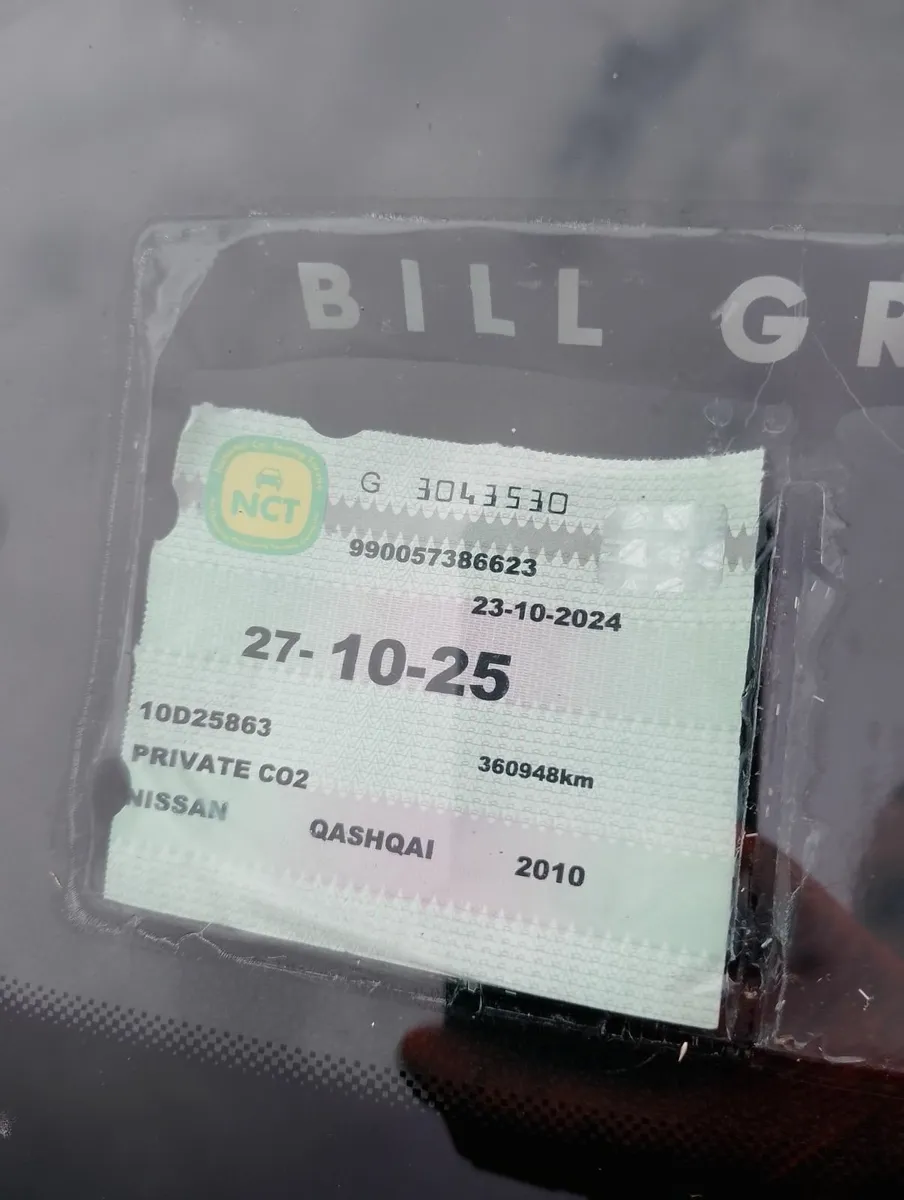 BILL GR
NCT
G 3043530
990057386623
23-10-2024
27-10-25
10D25863
360948km
PRIVATE CO2
NISSAN
QASHQAI
2010